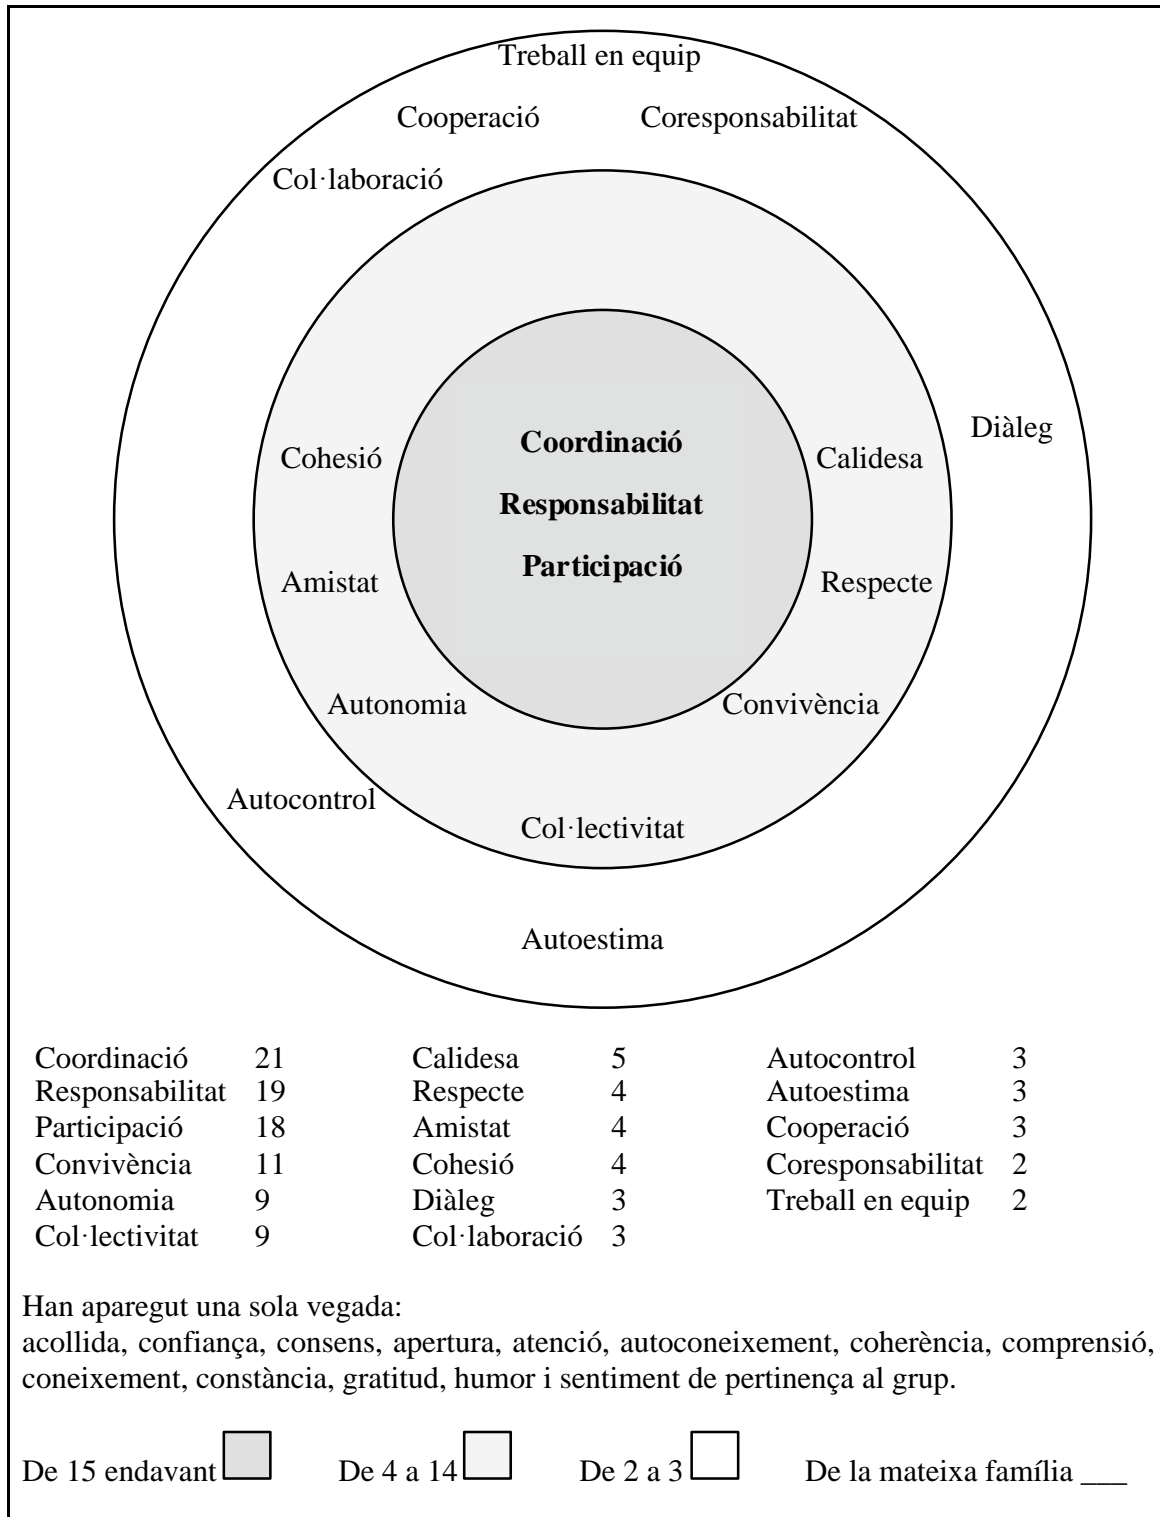 Treball en equip
Cooperació Coresponsabilitat
Col·laboració
Diàleg
Coordinació
Cohesió Calidesa
Responsabilitat
Participació
Amistat Respecte
Autonomia Convivència
Autocontrol
Col·lectivitat
Autoestima
Coordinació 21 Calidesa 5 Autocontrol 3
Responsabilitat 19 Respecte 4 Autoestima 3
Participació 18 Amistat 4 Cooperació 3
Convivència 11 Cohesió 4 Coresponsabilitat 2
Autonomia 9 Diàleg 3 Treball en equip 2
Col·lectivitat 9 Col·laboració 3
Han aparegut una sola vegada:
acollida, confiança, consens, apertura, atenció, autoconeixement, coherència, comprensió,
coneixement, constància, gratitud, humor i sentiment de pertinença al grup.
De 15 endavant De 4 a 14 De 2 a 3 De la mateixa família ___